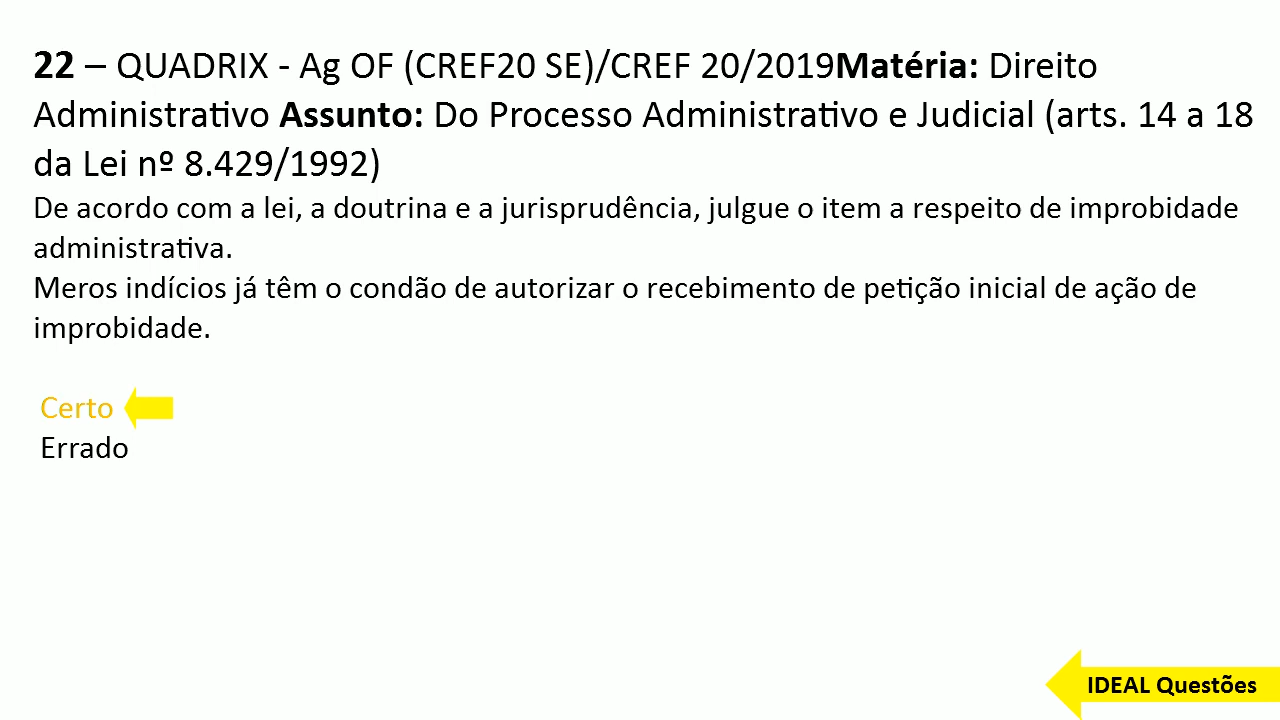 22 – QUADRIX - Ag OF (CREF20 SE)/CREF 20/2019Matéria: Direito
Administrativo Assunto: Do Processo Administrativo e Judicial (arts. 14 a 18
da Lei nº 8.429/1992)
De acordo com a lei, a doutrina e a jurisprudência, julgue o item a respeito de improbidade
administrativa.
Meros indícios já têm o condão de autorizar o recebimento de petição inicial de ação de
improbidade.
Certo
Errado
IDEAL Questões